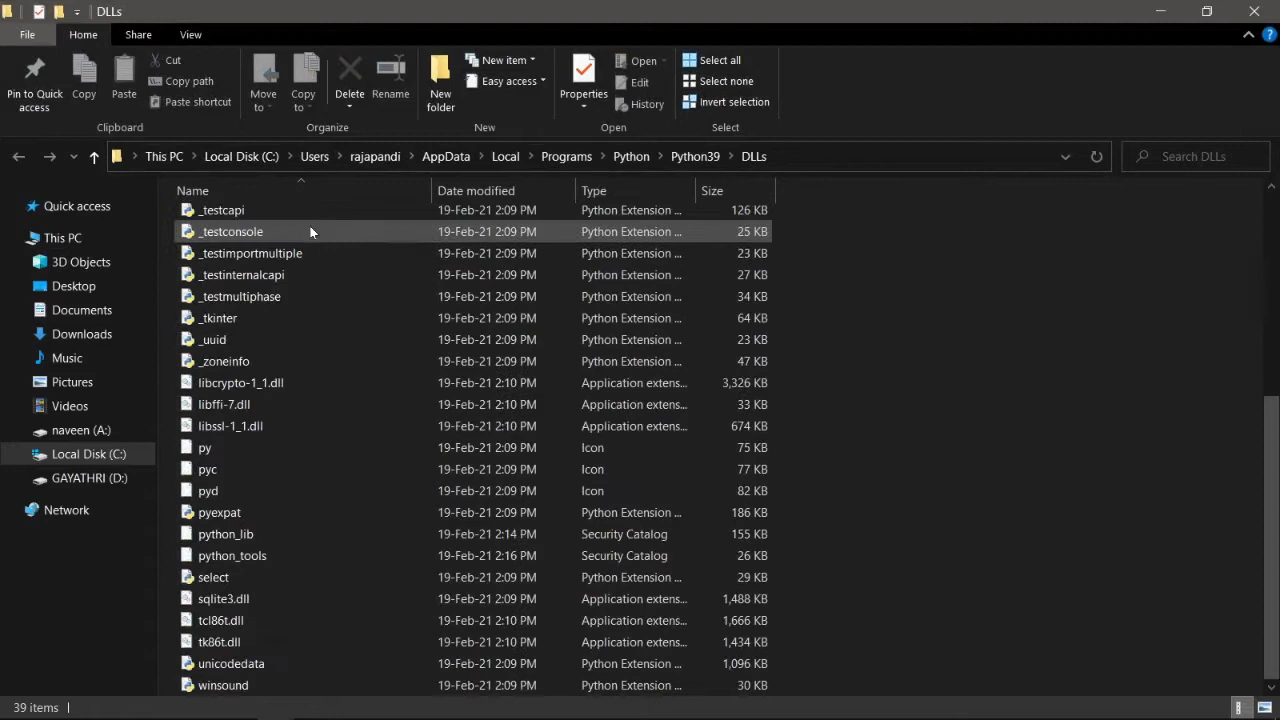 DLLs
File Home Share View
Pin to Quick access
Copy
Paste
Cut
Copy path
Paste shortcut
Clipboard
Move to
Copy to
Delete
Rename
Organize
New folder
New item
Easy access
New
Properties
Open
Edit
History
Open
Select all
Select none
Invert selection
Select
This PC Local Disk (C:) Users rajapandi AppData Local Programs Python Python39 DLLs
Search DLLs
Quick access
This PC
3D Objects
Desktop
Documents
Downloads
Music
Pictures
Videos
naveen (A:)
Local Disk (C:)
GAYATHRI (D:)
Network
Name Date modified Type Size
_testcapi 19-Feb-21 2:09 PM Python Extension ... 126 KB
_testconsole 19-Feb-21 2:09 PM Python Extension ... 25 KB
_testimportmultiple 19-Feb-21 2:09 PM Python Extension ... 23 KB
_testinternalcapi 19-Feb-21 2:09 PM Python Extension ... 27 KB
_testmultiphase 19-Feb-21 2:09 PM Python Extension ... 34 KB
_tkinter 19-Feb-21 2:09 PM Python Extension ... 64 KB
_uuid 19-Feb-21 2:09 PM Python Extension ... 23 KB
_zoneinfo 19-Feb-21 2:09 PM Python Extension ... 47 KB
libcrypto-1_1.dll 19-Feb-21 2:10 PM Application extens... 3,326 KB
libffi-7.dll 19-Feb-21 2:10 PM Application extens... 33 KB
libssl-1_1.dll 19-Feb-21 2:10 PM Application extens... 674 KB
py 19-Feb-21 2:09 PM Icon 75 KB
pyc 19-Feb-21 2:09 PM Icon 77 KB
pyd 19-Feb-21 2:09 PM Icon 82 KB
pyexpat 19-Feb-21 2:09 PM Python Extension ... 186 KB
python_lib 19-Feb-21 2:14 PM Security Catalog 155 KB
python_tools 19-Feb-21 2:16 PM Security Catalog 26 KB
select 19-Feb-21 2:09 PM Python Extension ... 29 KB
sqlite3.dll 19-Feb-21 2:09 PM Application extens... 1,488 KB
tcl86t.dll 19-Feb-21 2:10 PM Application extens... 1,666 KB
tk86t.dll 19-Feb-21 2:10 PM Application extens... 1,434 KB
unicodedata 19-Feb-21 2:09 PM Python Extension ... 1,096 KB
winsound 19-Feb-21 2:09 PM Python Extension ... 30 KB
39 items